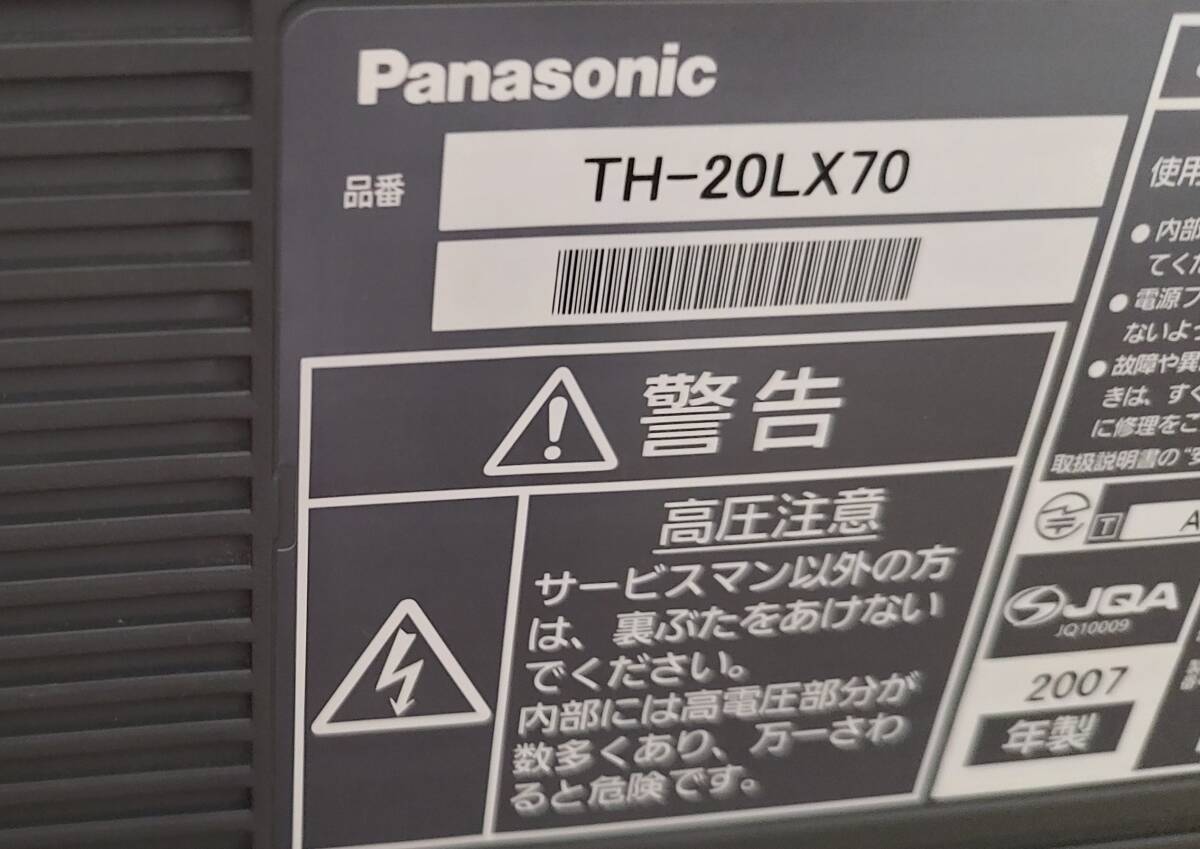 Panasonic
品番
TH-20LX70
警告
高圧注意
サービスマン以外の方
は、裏ぶたをあけない
でください。
内部には高電圧部分が
数多くあり、万一さわ
ると危険です。
使用
● 内部
てくだ
● 電源プ
ないよう
● 故障や異
きは、すぐ
に修理をご
取扱説明書の“安
T
A
JQA
JQ10009
2007
年製